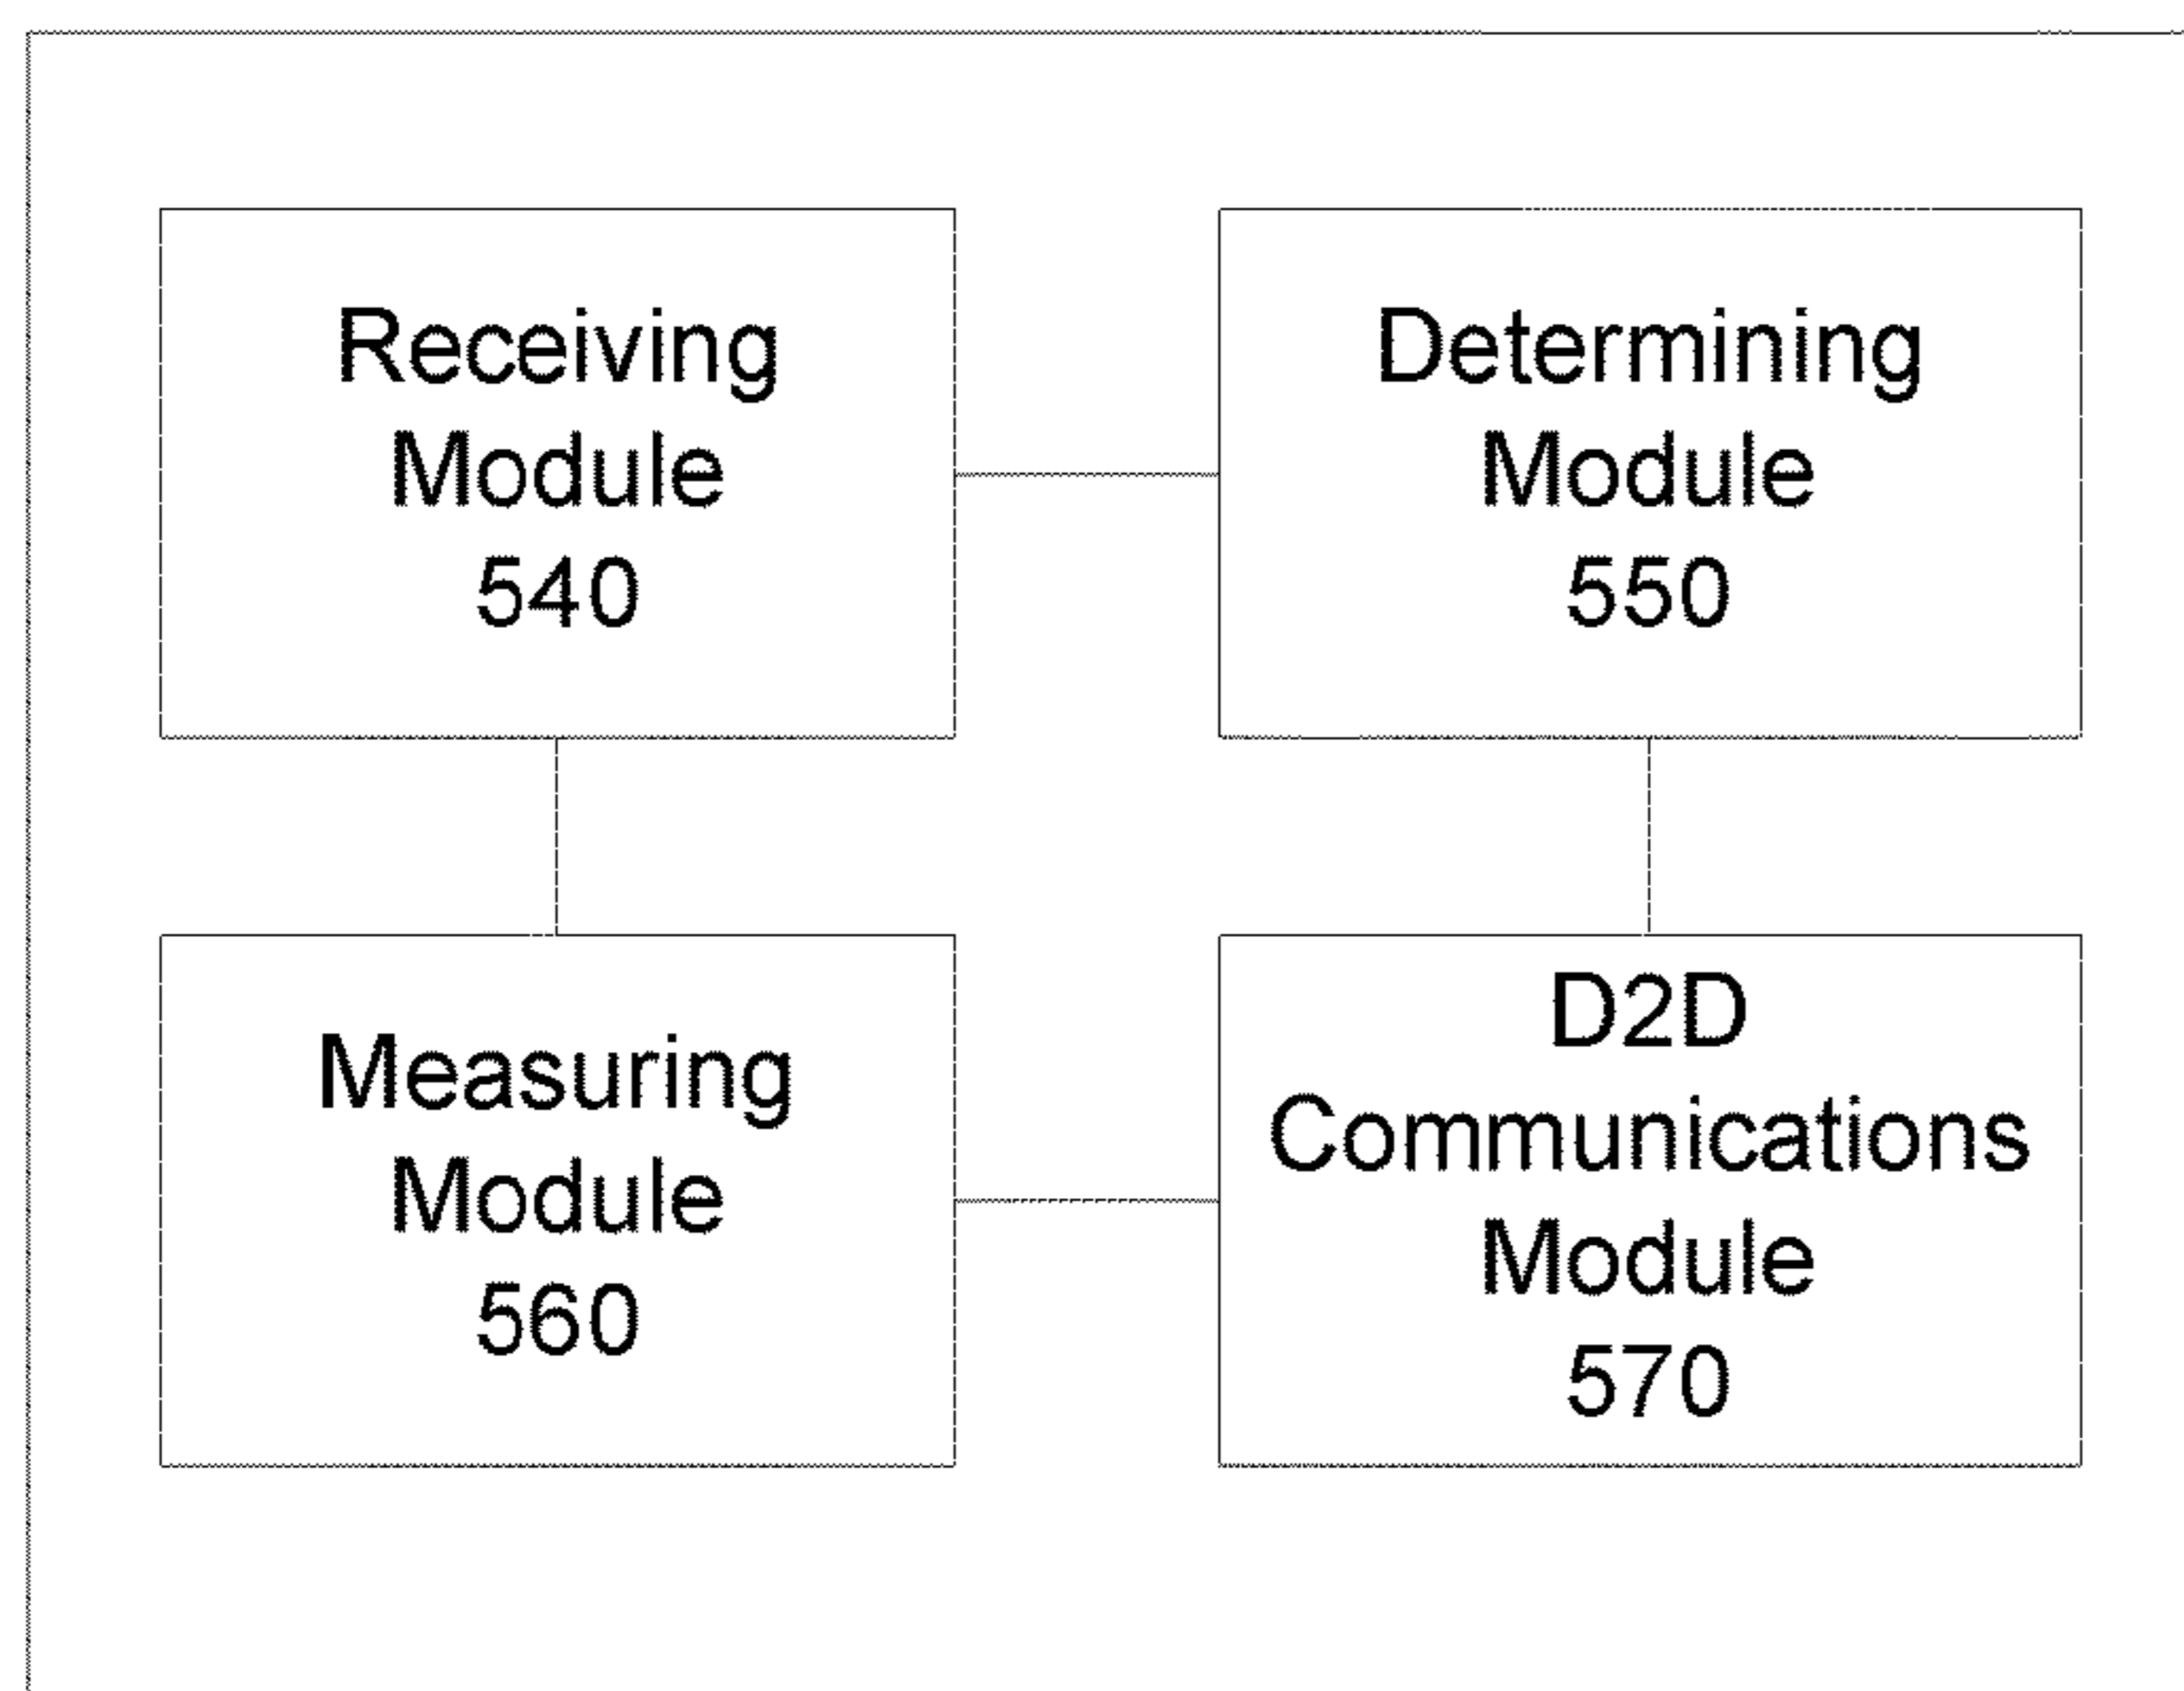 Receiving
Module
540
Determining
Module
550
Measuring
Module
560
D2D
Communications
Module
570